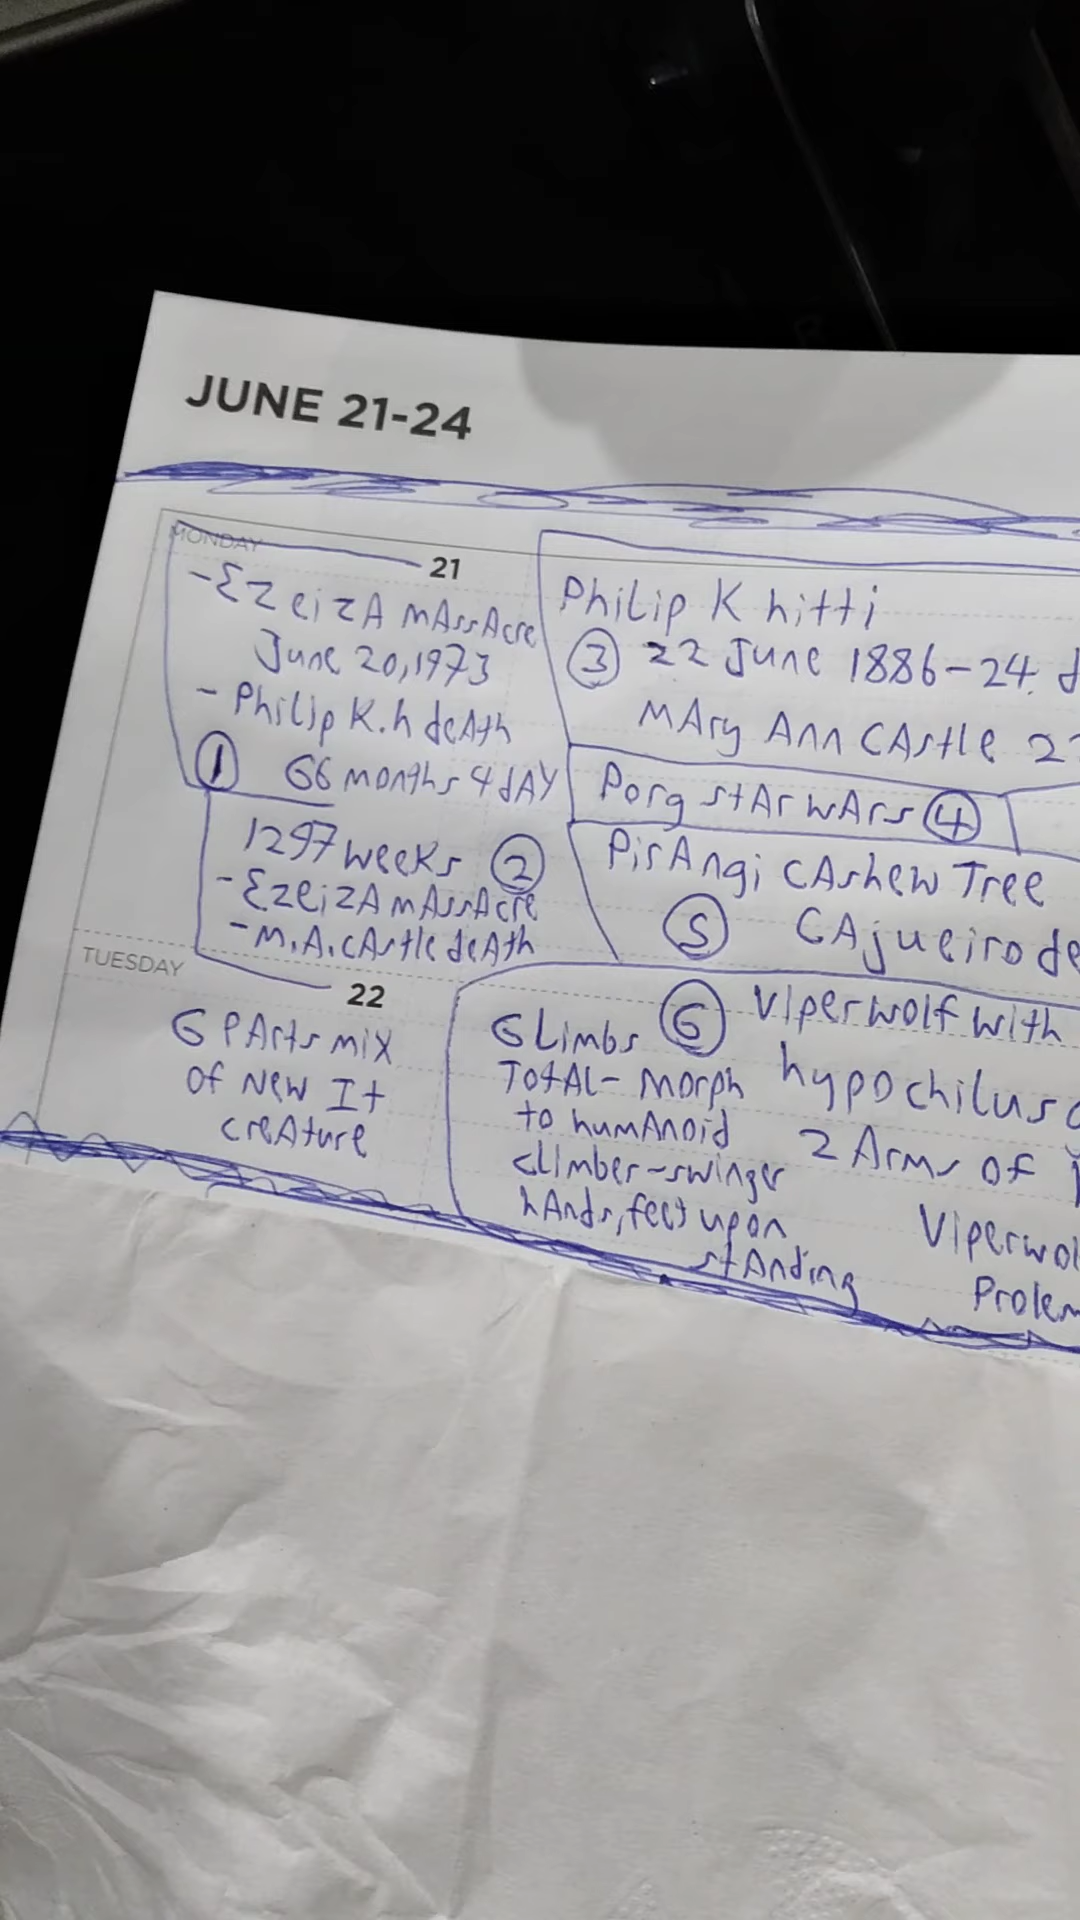 JUNE 21-24
MONDAY
21
-EzeizA mAssAcre
June 20,1973
- Philip K.h deAth
1 66 months 4 dAY
1297 weeks 2
-EzeizA mAssAcre
-M.A.cAstle deAth
Philip K hitti
3 22 June 1886-24
MAry Ann CAstle
Porg stAr wArs 4
PirAngi cAshew Tree
5 CAjueiro de
TUESDAY
22
6 PArts mix
of New It
creAture
6 Limbs 6
TotAL- morph
to humAnoid
climber-swinger
hAnds, feet upon
stAnding
Viperwolf with
hypochilus
2 Arms of